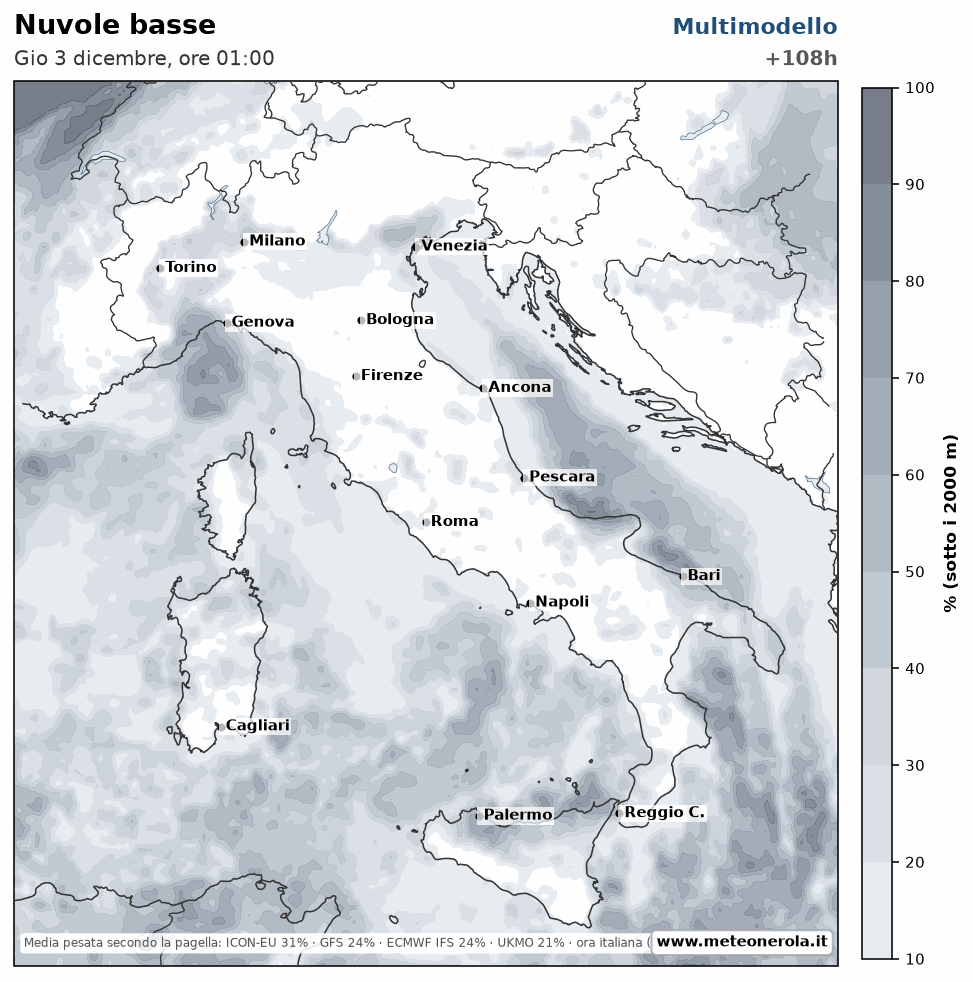 Nuvole basse
Multimodello
Gio 3 dicembre, ore 01:00
+108h
100
90
80
70
60
50
40
30
20
10
% (sotto i 2000 m)
Milano
Venezia
Torino
Genova
Bologna
Firenze
Ancona
Pescara
Roma
Bari
Napoli
Cagliari
Palermo
Reggio C.
Media pesata secondo la pagella: ICON-EU 31% · GFS 24% · ECMWF IFS 24% · UKMO 21% · ora italiana (
www.meteonerola.it